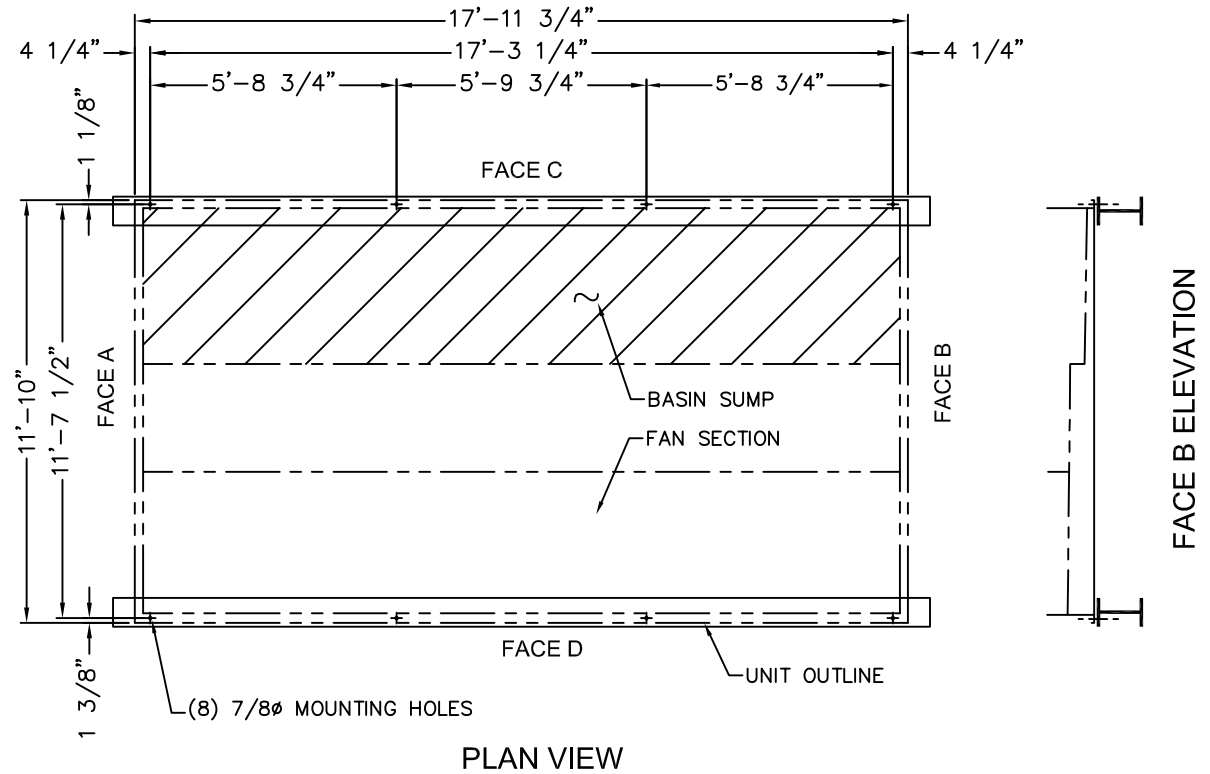 17’-11 3/4”
4 1/4”
17’-3 1/4”
4 1/4”
5’-8 3/4”
5’-9 3/4”
5’-8 3/4”
1 1/8”
FACE C
FACE A
11’-10”
11’-7 1/2”
FACE B
BASIN SUMP
FAN SECTION
FACE B ELEVATION
FACE D
UNIT OUTLINE
1 3/8”
(8) 7/8ø MOUNTING HOLES
PLAN VIEW